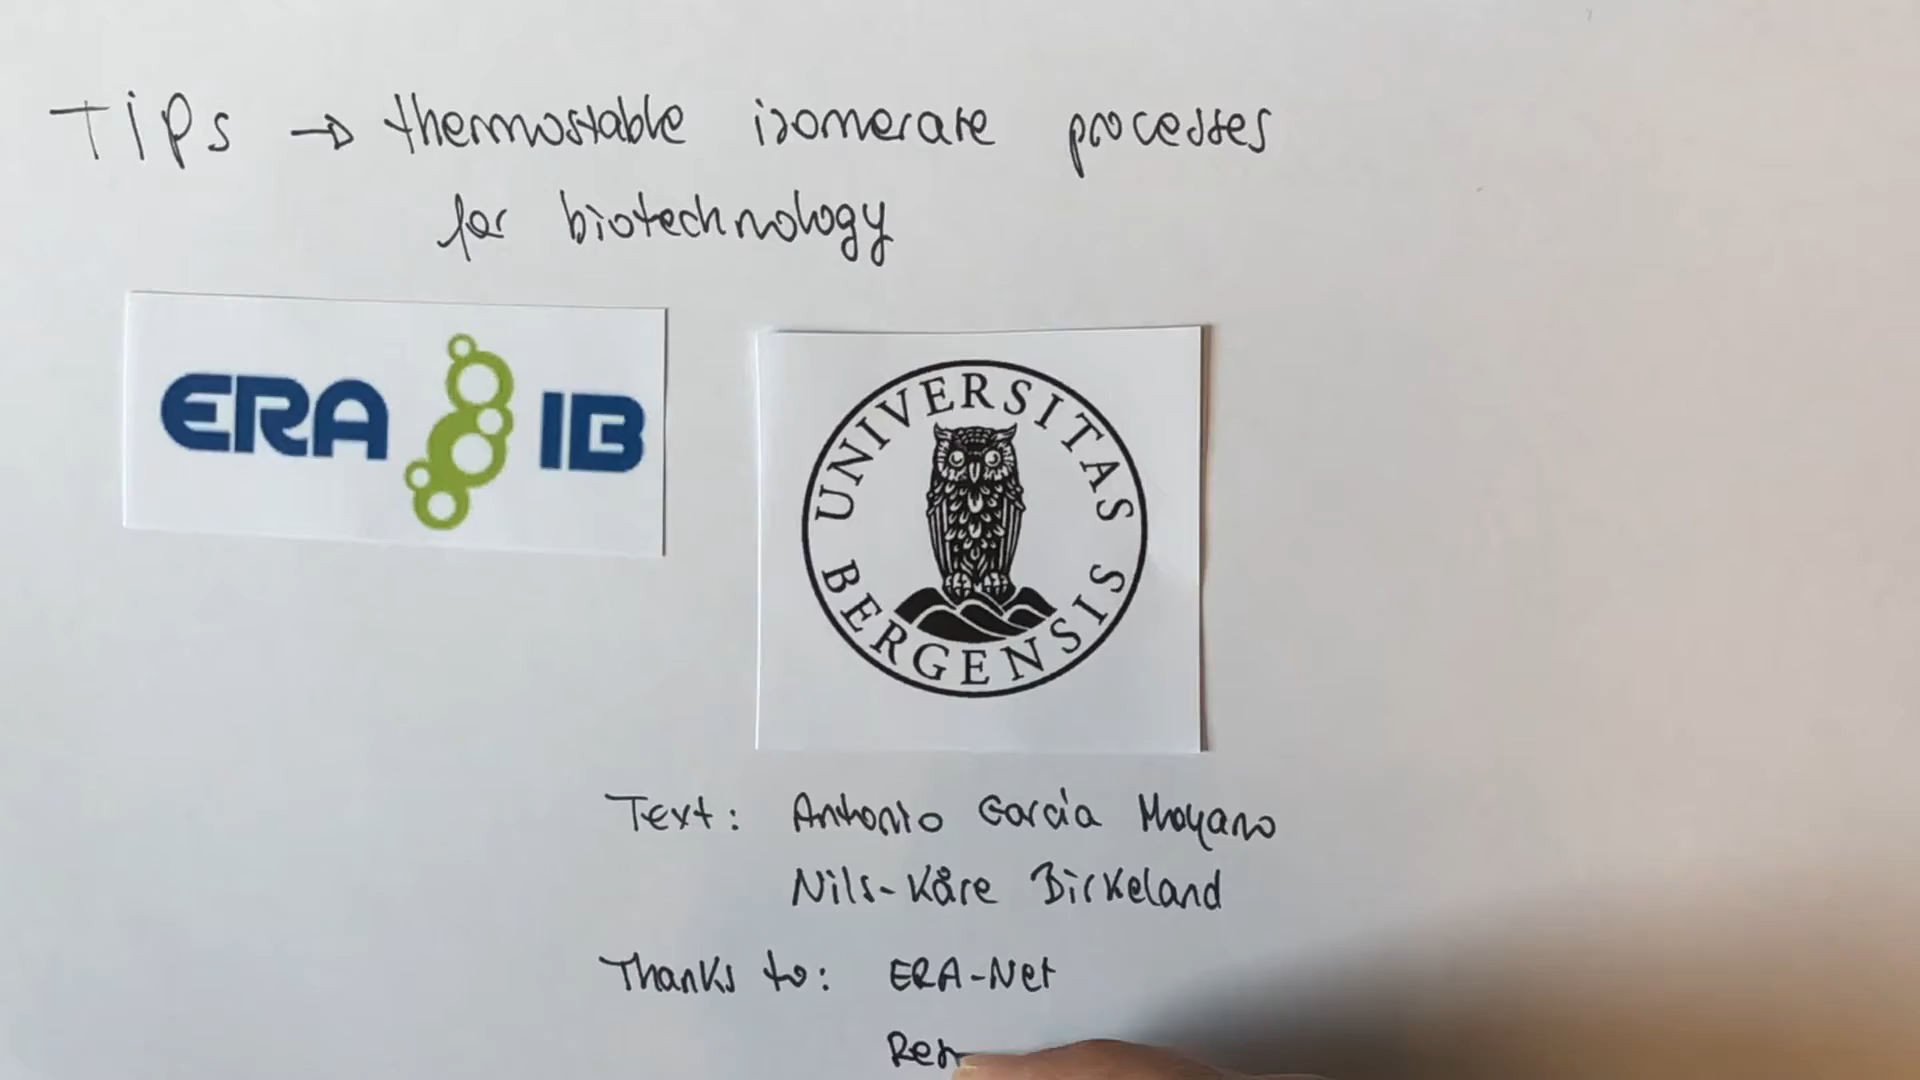 TIPs → thermostable isomerase processes
for biotechnology
ERA IB
UNIVERSITAS BERGENSIS
Text: Antonio García Moyano
Nils-Kåre Birkeland
Thanks to: ERA-Net